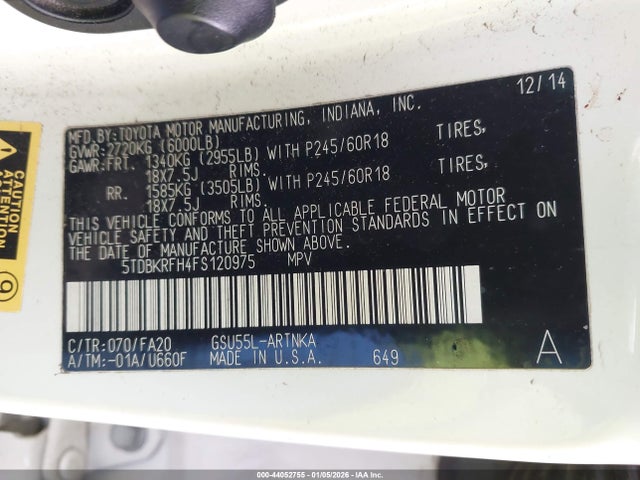 12/14
MFD.BY:TOYOTA MOTOR MANUFACTURING, INDIANA, INC.
GVWR:2720KG (6000LB)
GAWR:FRT. 1340KG (2955LB) WITH P245/60R18 TIRES,
18X7.5J RIMS.
RR. 1585KG (3505LB) WITH P245/60R18 TIRES,
18X7.5J RIMS.
THIS VEHICLE CONFORMS TO ALL APPLICABLE FEDERAL MOTOR
VEHICLE SAFETY AND THEFT PREVENTION STANDARDS IN EFFECT ON
THE DATE OF MANUFACTURE SHOWN ABOVE.
5TDBKRFH4FS120975 MPV
C/TR:070/FA20 GSU55L-ARTNKA
A/TM:-01A/U660F MADE IN U.S.A. 649 A
CAUTION
ATTENTION
9
000-44052755 - 01/05/2026 - IAA Inc.